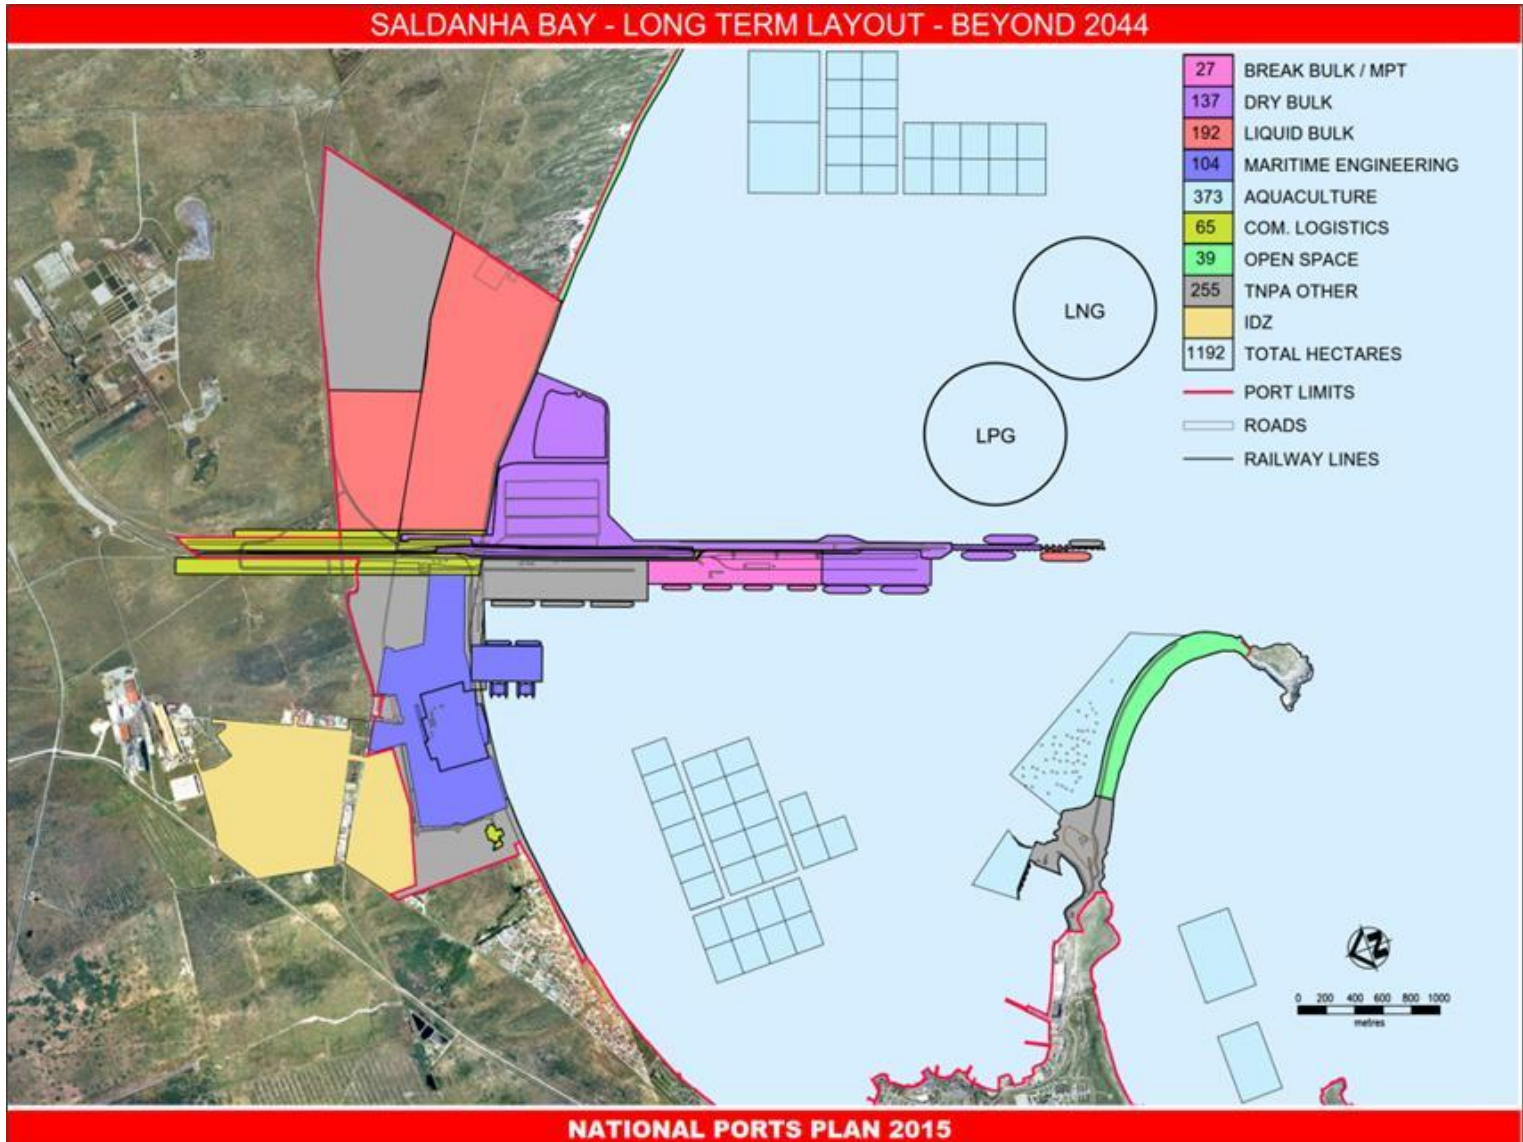 SALDANHA BAY - LONG TERM LAYOUT - BEYOND 2044
27 BREAK BULK / MPT
137 DRY BULK
192 LIQUID BULK
104 MARITIME ENGINEERING
373 AQUACULTURE
65 COM. LOGISTICS
39 OPEN SPACE
255 TNPA OTHER
IDZ
1192 TOTAL HECTARES
PORT LIMITS
ROADS
RAILWAY LINES
LNG
LPG
N
0 200 400 600 800 1000
metres
NATIONAL PORTS PLAN 2015